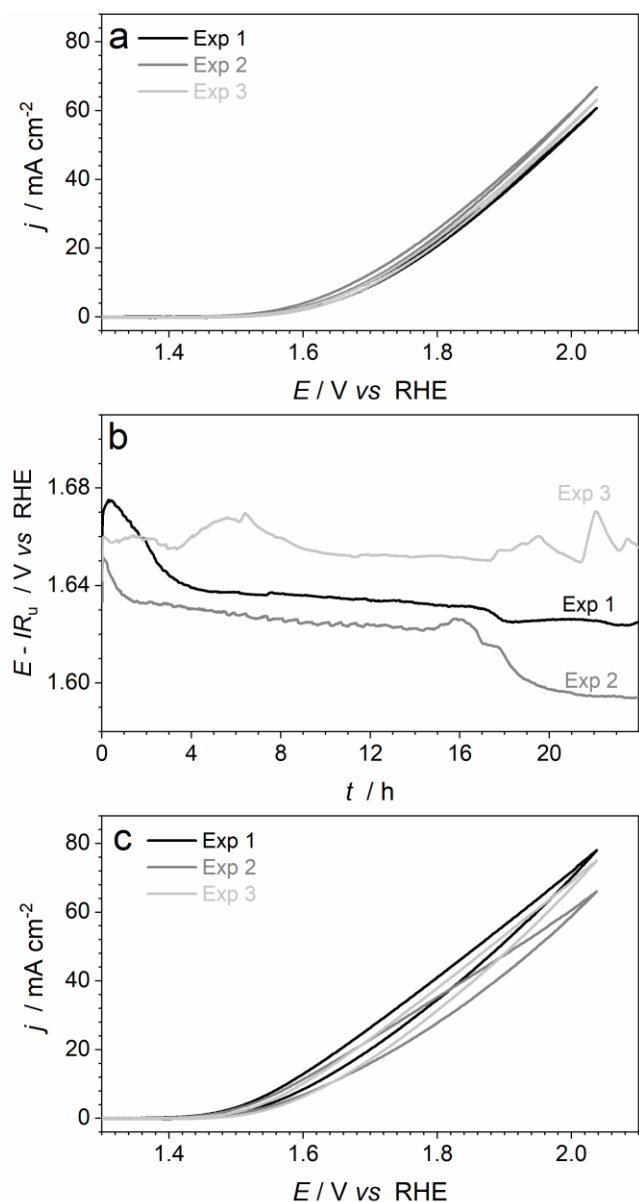 a
Exp 1
Exp 2
Exp 3
80
60
40
20
0
j / mA cm⁻²
1.4 1.6 1.8 2.0
E / V vs RHE
b
Exp 3
Exp 1
Exp 2
1.68
1.64
1.60
E - IRᵤ / V vs RHE
0 4 8 12 16 20
t / h
c
Exp 1
Exp 2
Exp 3
80
60
40
20
0
j / mA cm⁻²
1.4 1.6 1.8 2.0
E / V vs RHE